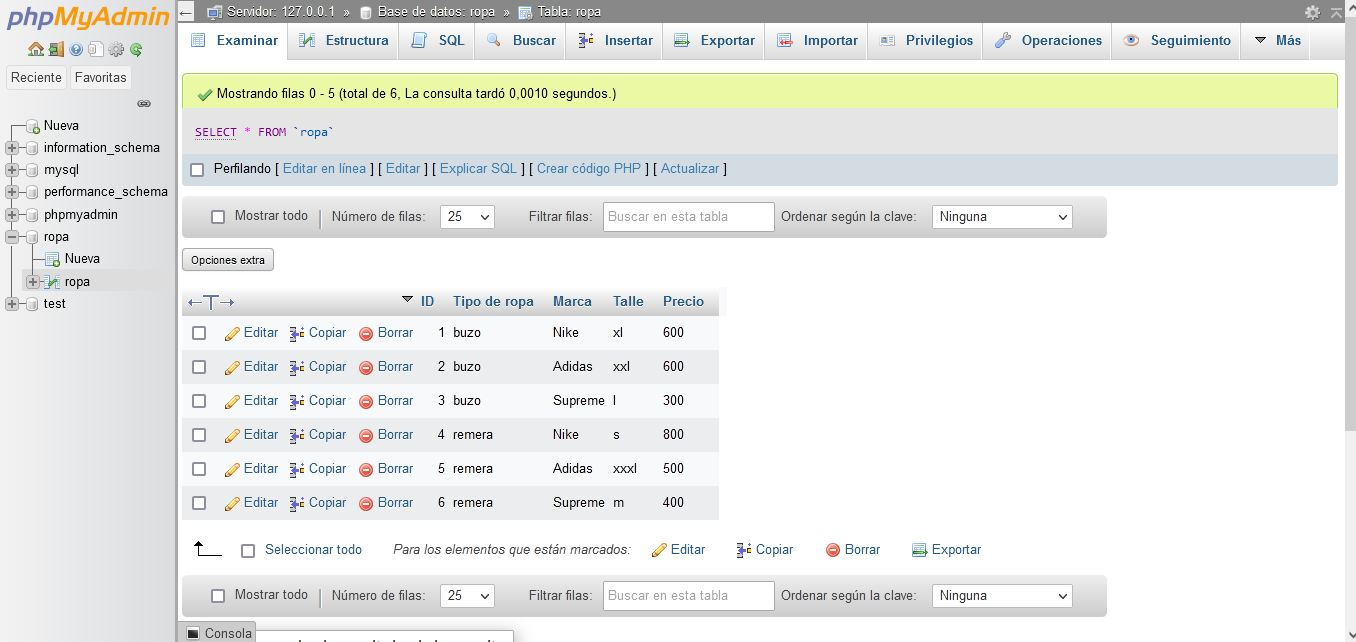 phpMyAdmin
Reciente Favoritas
Nueva
information_schema
mysql
performance_schema
phpmyadmin
ropa
Nueva
ropa
test
Servidor: 127.0.0.1 » Base de datos: ropa » Tabla: ropa
Examinar Estructura SQL Buscar Insertar Exportar Importar Privilegios Operaciones Seguimiento Más
Mostrando filas 0 - 5 (total de 6, La consulta tardó 0,0010 segundos.)
SELECT * FROM `ropa`
Perfilando [ Editar en línea ] [ Editar ] [ Explicar SQL ] [ Crear código PHP ] [ Actualizar ]
Mostrar todo | Número de filas: 25 Filtrar filas: Buscar en esta tabla Ordenar según la clave: Ninguna
Opciones extra
←T→ ID Tipo de ropa Marca Talle Precio
Editar Copiar Borrar 1 buzo Nike xl 600
Editar Copiar Borrar 2 buzo Adidas xxl 600
Editar Copiar Borrar 3 buzo Supreme l 300
Editar Copiar Borrar 4 remera Nike s 800
Editar Copiar Borrar 5 remera Adidas xxxl 500
Editar Copiar Borrar 6 remera Supreme m 400
Seleccionar todo Para los elementos que están marcados: Editar Copiar Borrar Exportar
Mostrar todo | Número de filas: 25 Filtrar filas: Buscar en esta tabla Ordenar según la clave: Ninguna
Consola